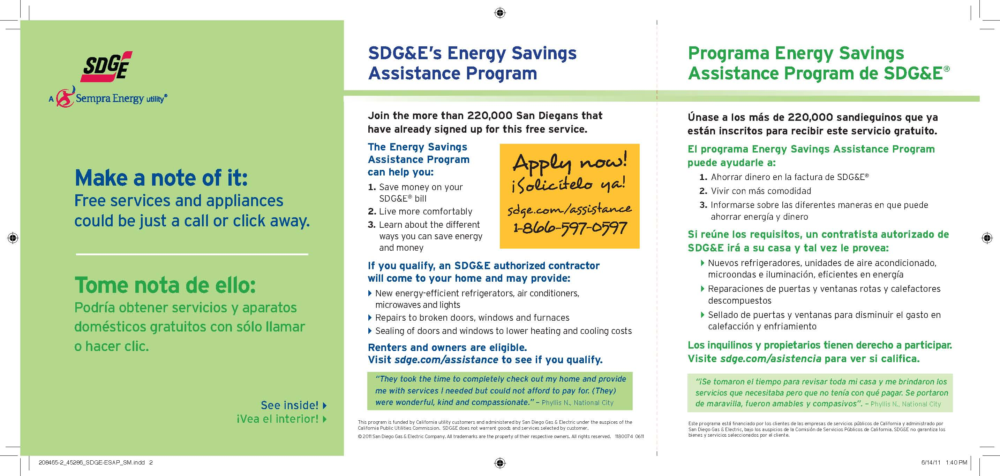 SDGE
A Sempra Energy utility®
Make a note of it:
Free services and appliances
could be just a call or click away.
Tome nota de ello:
Podría obtener servicios y aparatos
domésticos gratuitos con sólo llamar
o hacer clic.
See inside!
¡Vea el interior!
SDG&E's Energy Savings
Assistance Program
Join the more than 220,000 San Diegans that
have already signed up for this free service.
The Energy Savings
Assistance Program
can help you:
1. Save money on your
SDG&E® bill
2. Live more comfortably
3. Learn about the different
ways you can save energy
and money
Apply now!
¡Solicítelo ya!
sdge.com/assistance
1-866-597-0597
If you qualify, an SDG&E authorized contractor
will come to your home and may provide:
New energy-efficient refrigerators, air conditioners,
microwaves and lights
Repairs to broken doors, windows and furnaces
Sealing of doors and windows to lower heating and cooling costs
Renters and owners are eligible.
Visit sdge.com/assistance to see if you qualify.
"They took the time to completely check out my home and provide
me with services I needed but could not afford to pay for. (They)
were wonderful, kind and compassionate." – Phyllis N., National City
This program is funded by California utility customers and administered by San Diego Gas & Electric under the auspices of the
California Public Utilities Commission. SDG&E does not warrant goods and services selected by customer.
© 2011 San Diego Gas & Electric Company. All trademarks are the property of their respective owners. All rights reserved. 1180074 0611
Programa Energy Savings
Assistance Program de SDG&E®
Únase a los más de 220,000 sandieguinos que ya
están inscritos para recibir este servicio gratuito.
El programa Energy Savings Assistance Program
puede ayudarle a:
1. Ahorrar dinero en la factura de SDG&E®
2. Vivir con más comodidad
3. Informarse sobre las diferentes maneras en que puede
ahorrar energía y dinero
Si reúne los requisitos, un contratista autorizado de
SDG&E irá a su casa y tal vez le provea:
Nuevos refrigeradores, unidades de aire acondicionado,
microondas e iluminación, eficientes en energía
Reparaciones de puertas y ventanas rotas y calefactores
descompuestos
Sellado de puertas y ventanas para disminuir el gasto en
calefacción y enfriamiento
Los inquilinos y propietarios tienen derecho a participar.
Visite sdge.com/asistencia para ver si califica.
"¡Se tomaron el tiempo para revisar toda mi casa y me brindaron los
servicios que necesitaba pero que no tenía con qué pagar. Se portaron
de maravilla, fueron amables y compasivos". – Phyllis N., National City
Este programa está financiado por los clientes de las empresas de servicios públicos de California y administrado por
San Diego Gas & Electric, bajo los auspicios de la Comisión de Servicios Públicos de California. SDG&E no garantiza los
bienes y servicios seleccionados por el cliente.
208465-2_45286_SDGE-ESAP_SM.indd 2
6/14/11 1:40 PM